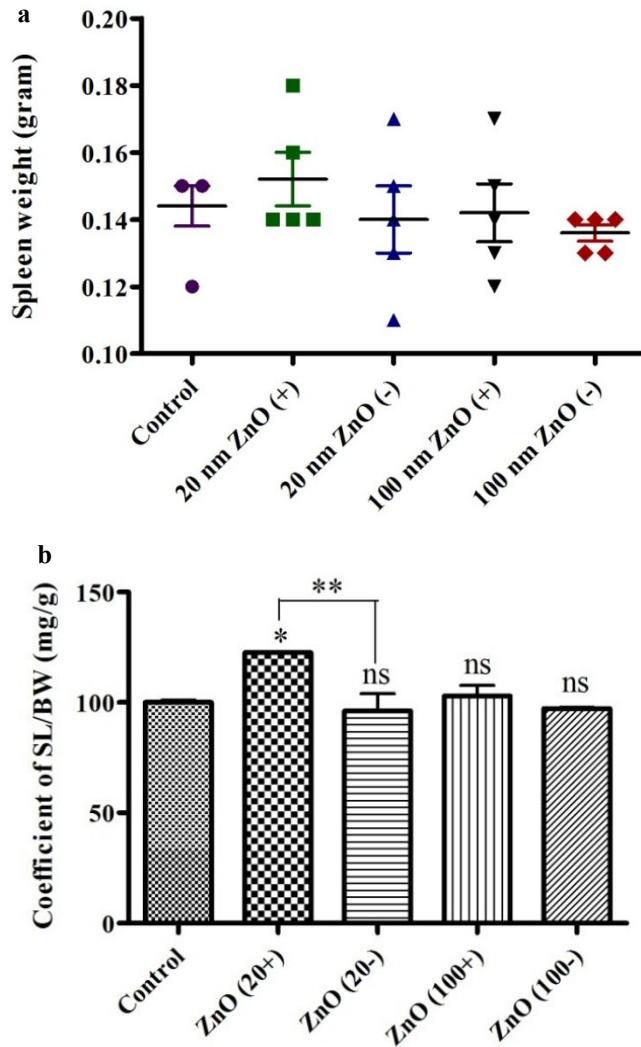 a
Spleen weight (gram)
0.20
0.18
0.16
0.14
0.12
0.10
Control
20 nm ZnO (+)
20 nm ZnO (-)
100 nm ZnO (+)
100 nm ZnO (-)
b
Coefficient of SL/BW (mg/g)
150
100
50
0
**
*
ns
ns
ns
Control
ZnO (20+)
ZnO (20-)
ZnO (100+)
ZnO (100-)